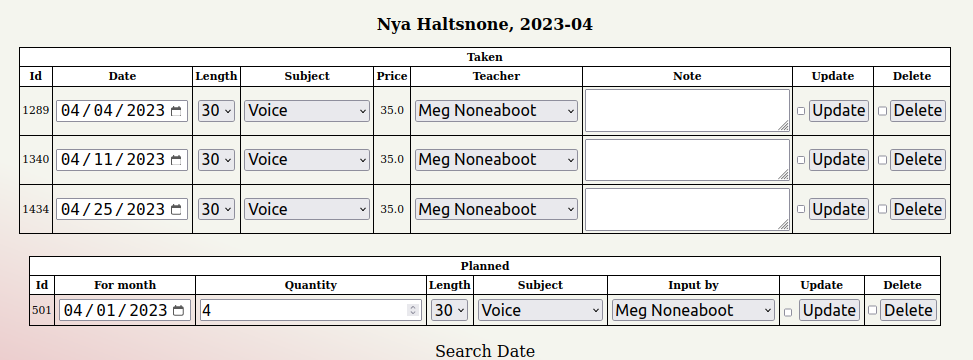 Nya Haltsnone, 2023-04
Taken
Id Date Length Subject Price Teacher Note Update Delete
1289 04/04/2023 30 Voice 35.0 Meg Noneaboot Update Delete
1340 04/11/2023 30 Voice 35.0 Meg Noneaboot Update Delete
1434 04/25/2023 30 Voice 35.0 Meg Noneaboot Update Delete
Planned
Id For month Quantity Length Subject Input by Update Delete
501 04/01/2023 4 30 Voice Meg Noneaboot Update Delete
Search Date